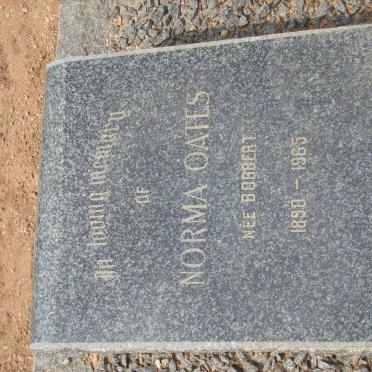 In loving memory
OF
NORMA OATES
NEE BOBBERT
1890 – 1965